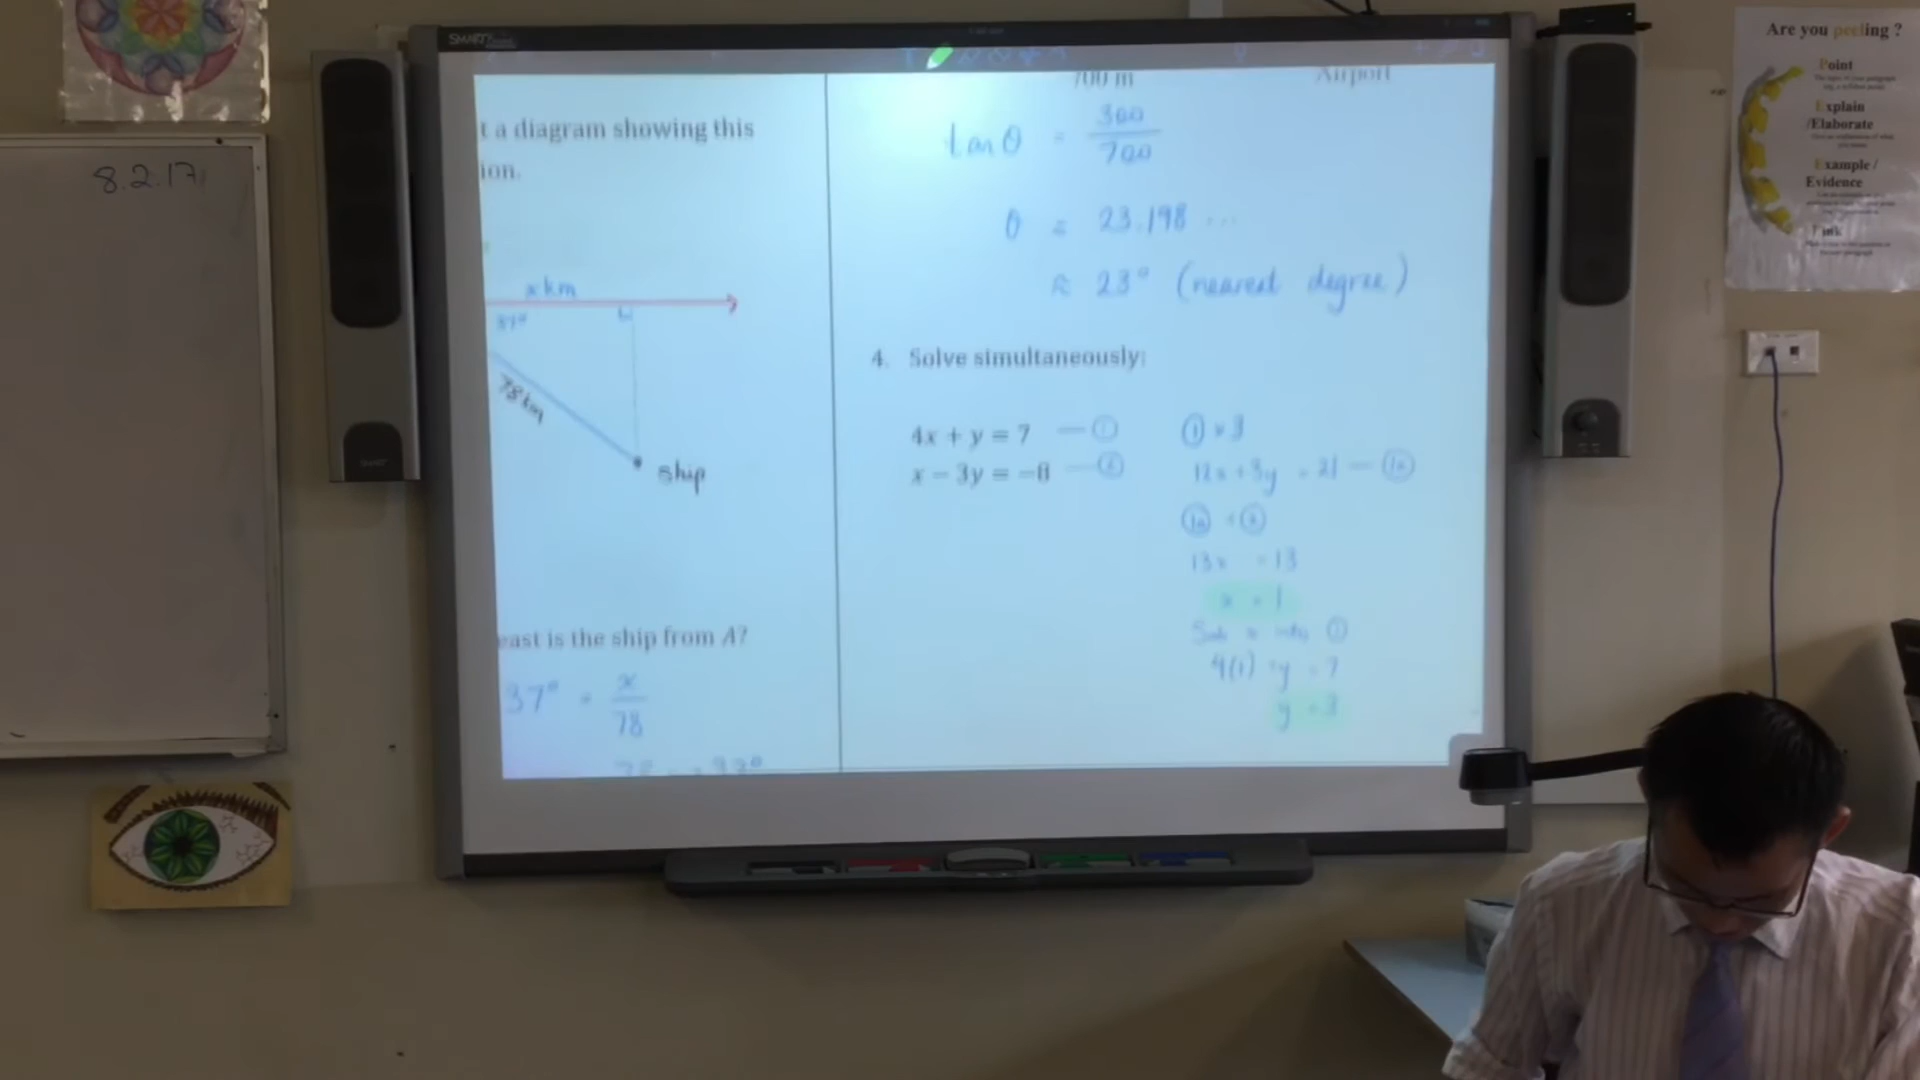 SMART
8.2.17
t a diagram showing this
ion.
x km
37°
78 km
ship
east is the ship from A?
37° = x/78
700 m
Airport
tan θ = 300/700
θ = 23.198 ...
≈ 23° (nearest degree)
4. Solve simultaneously:
4x + y = 7 — ①
x − 3y = −8 — ②
① × 3
12x + 3y = 21 — 1a
1a + ②
13x = 13
x = 1
Sub x into ①
4(1) + y = 7
y = 3
Are you peeling ?
Point
Explain
/Elaborate
Example /
Evidence
Link